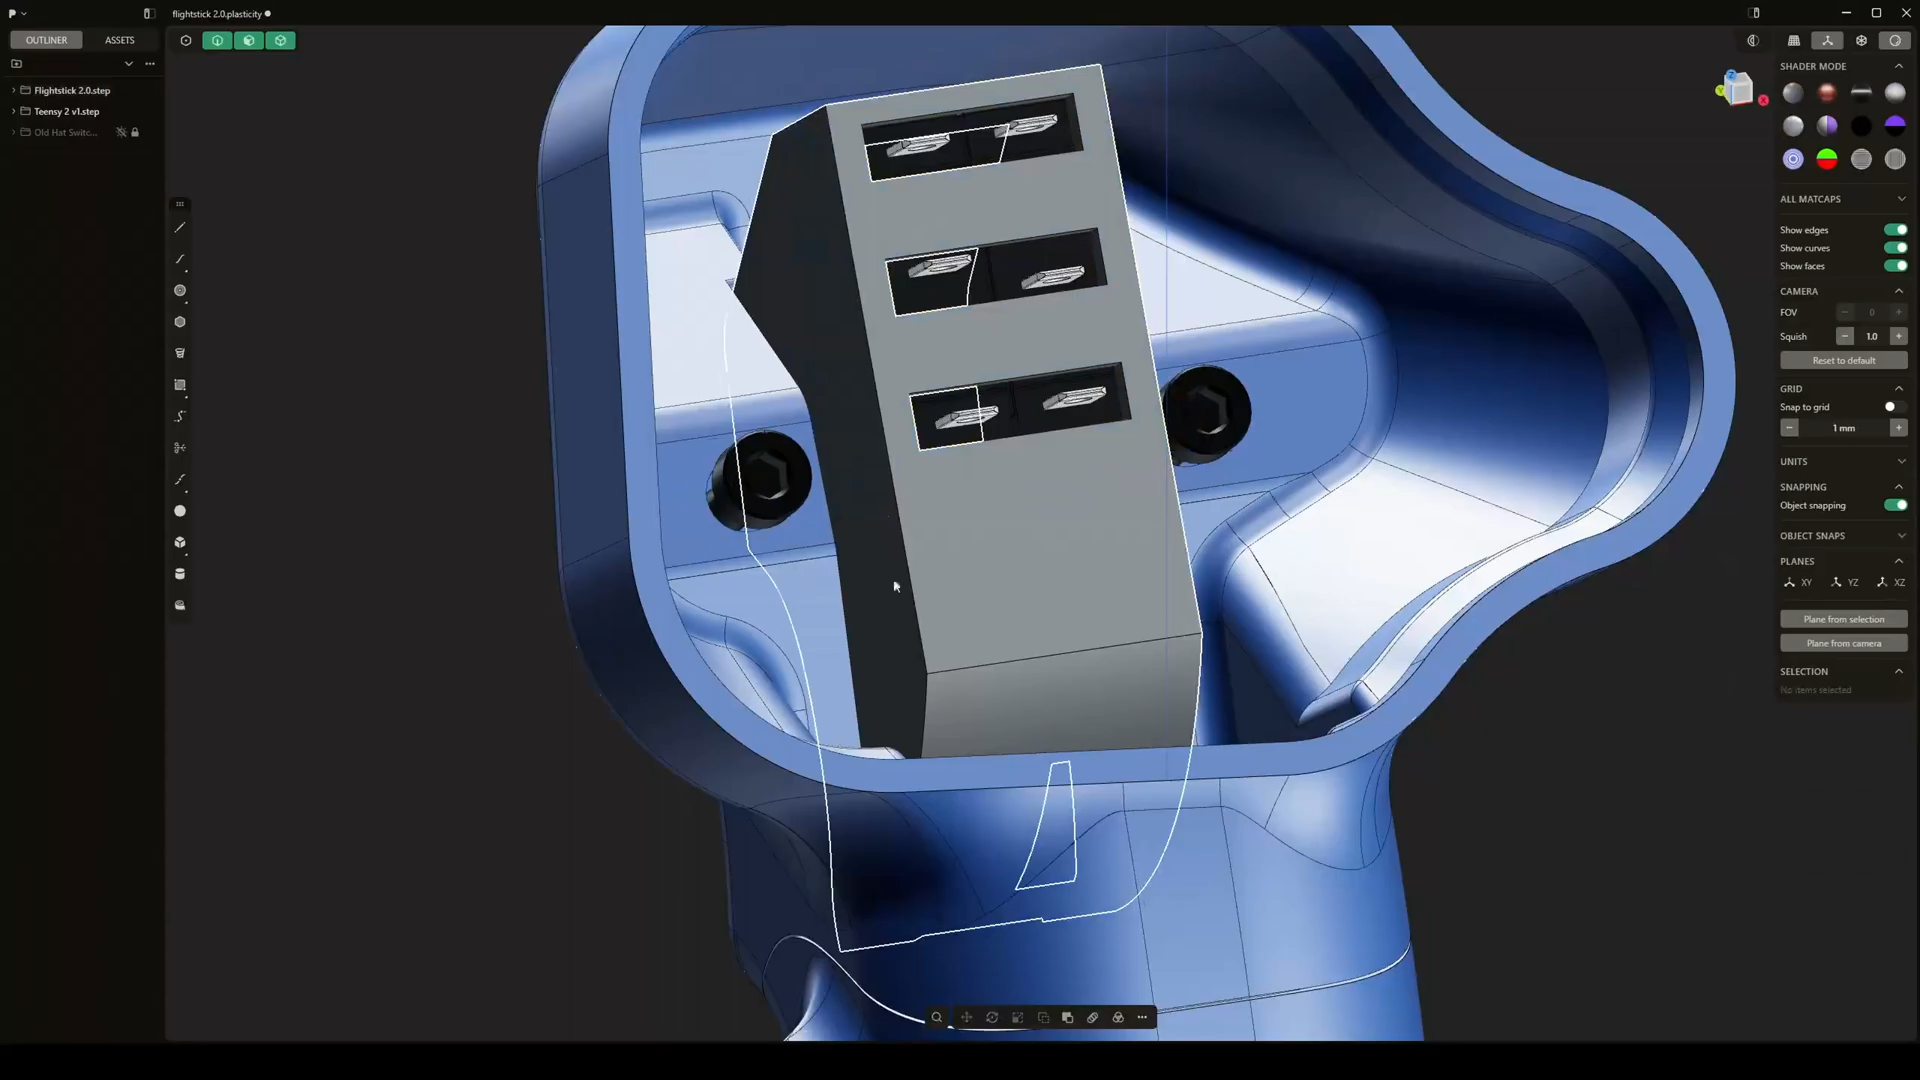 flightstick 2.0.plasticity
OUTLINER
ASSETS
Flightstick 2.0.step
Teensy 2 v1.step
Old Hat Switc...
SHADER MODE
ALL MATCAPS
Show edges
Show curves
Show faces
CAMERA
FOV
0
Squish
1.0
Reset to default
GRID
Snap to grid
1 mm
UNITS
SNAPPING
Object snapping
OBJECT SNAPS
PLANES
XY YZ XZ
Plane from selection
Plane from camera
SELECTION
No items selected
Z
Y
X